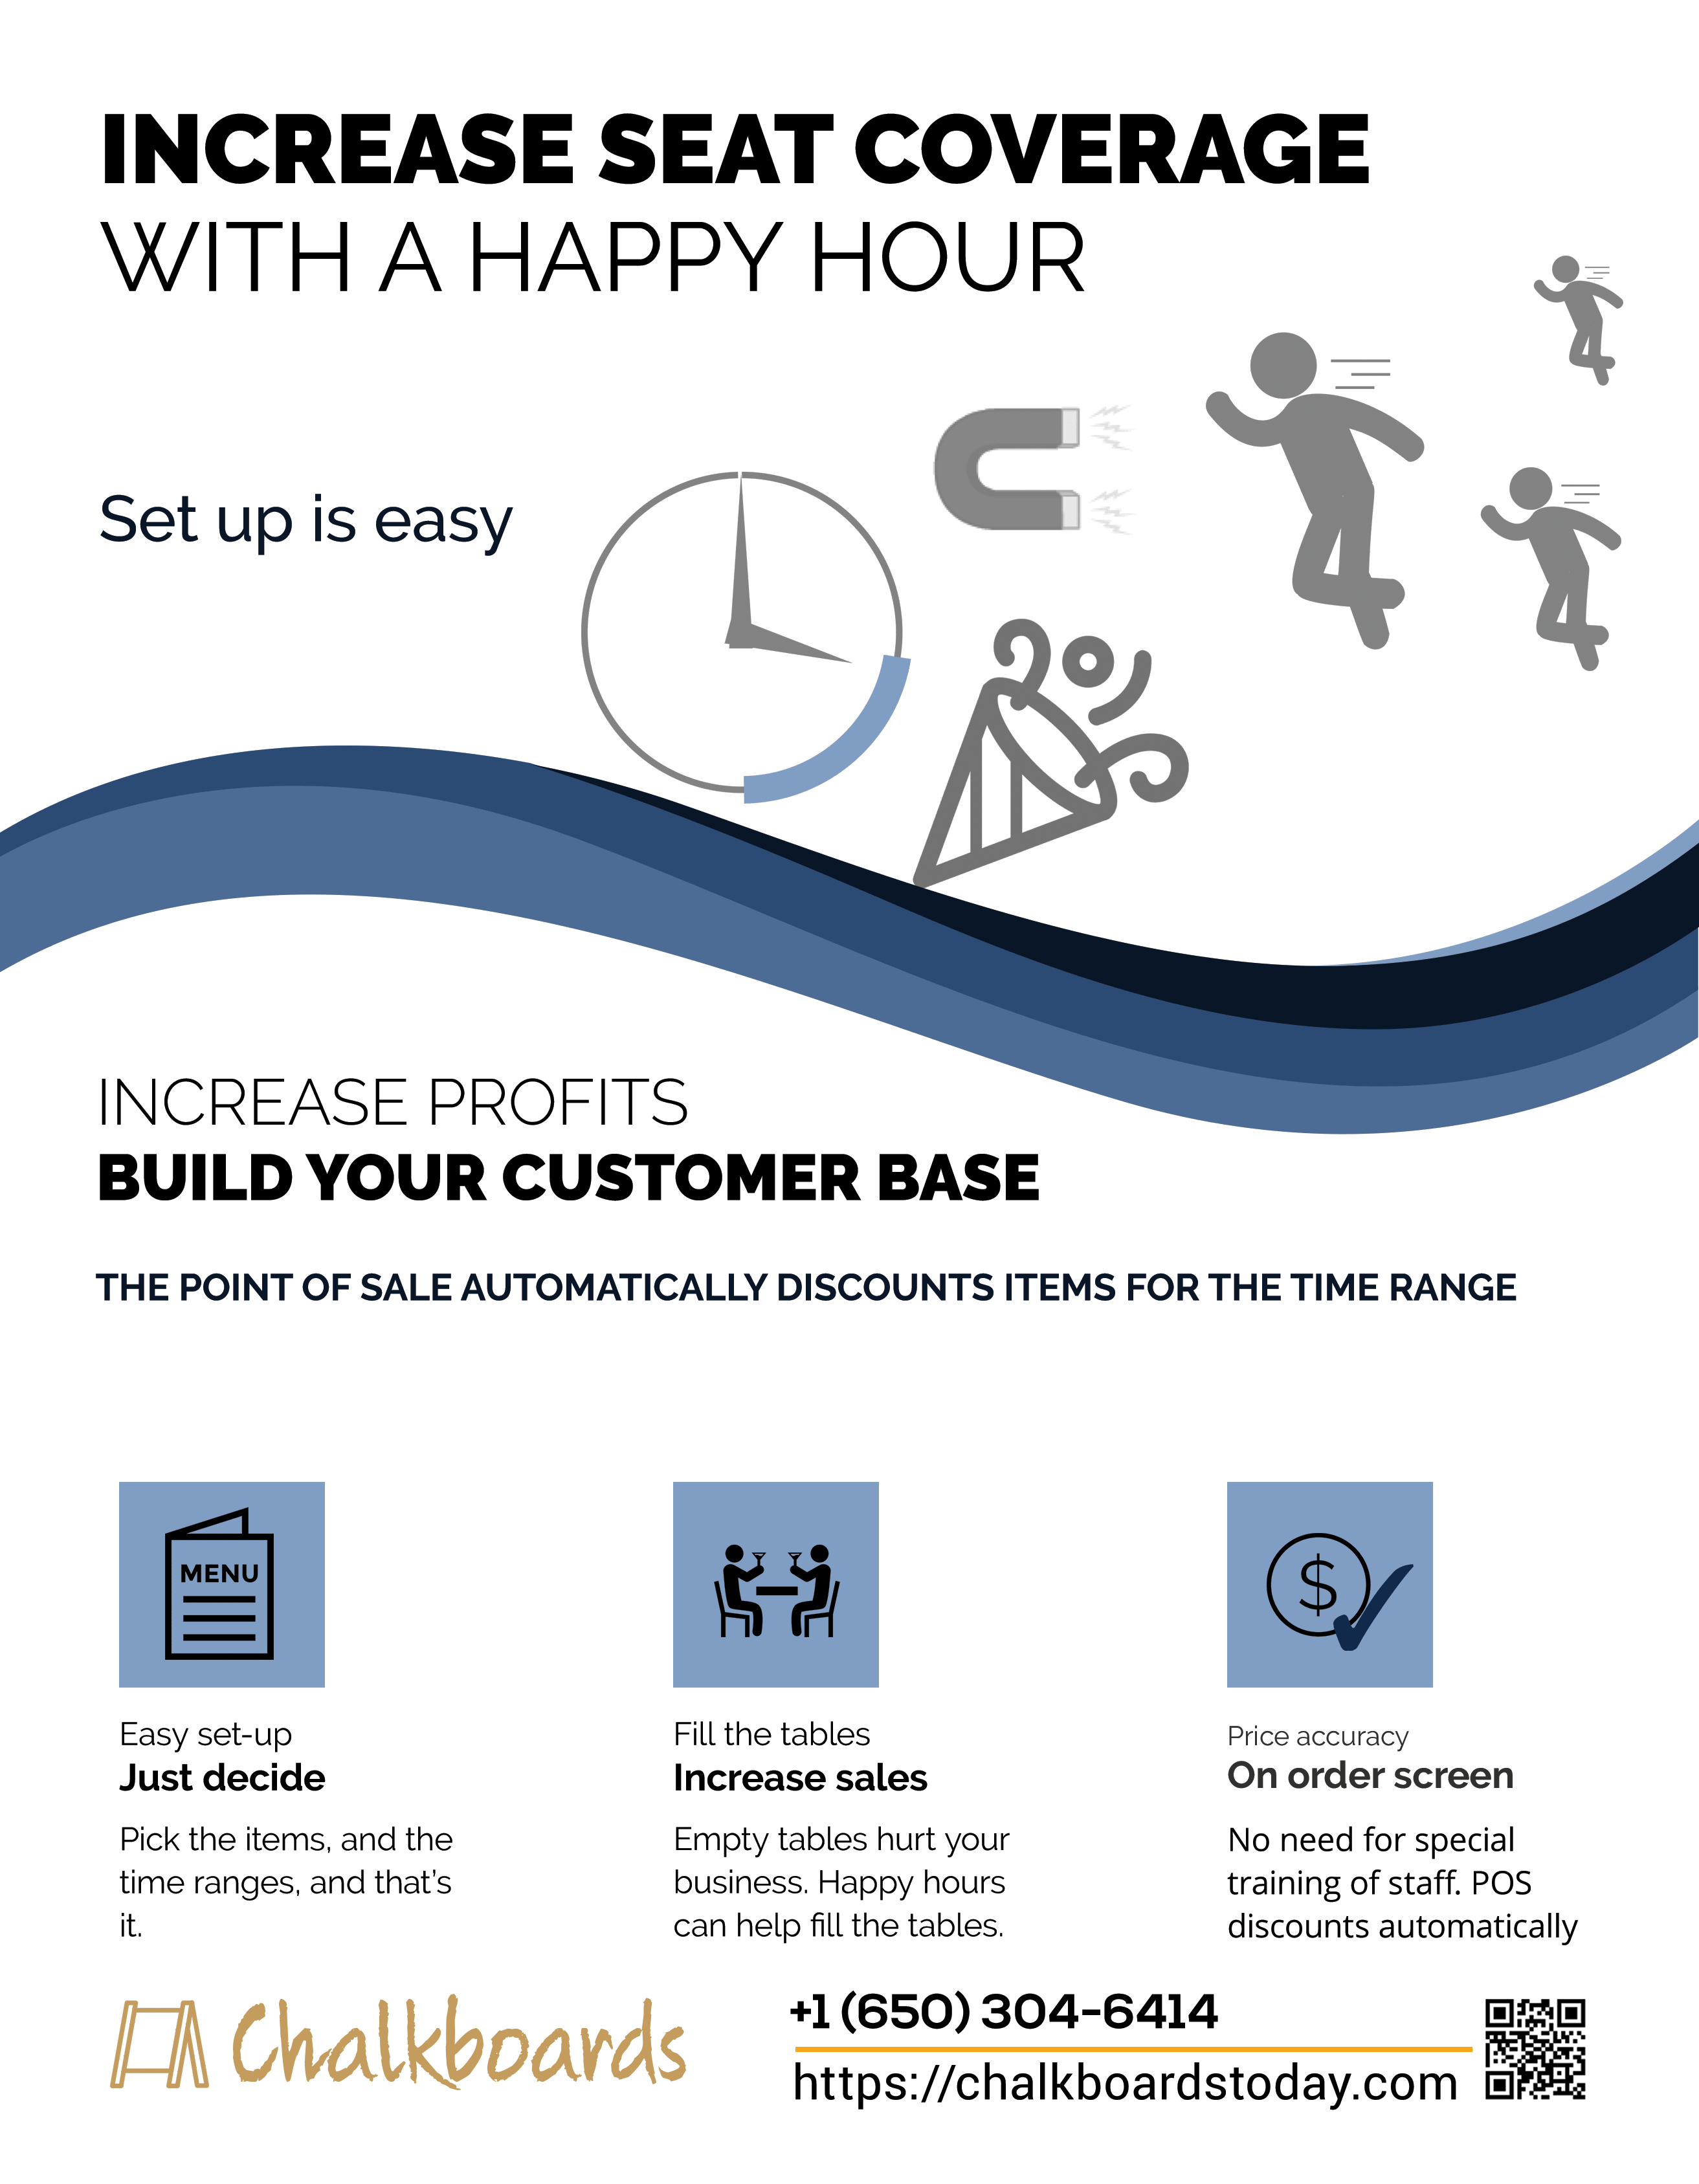 INCREASE SEAT COVERAGE
WITH A HAPPY HOUR
Set up is easy
INCREASE PROFITS
BUILD YOUR CUSTOMER BASE
THE POINT OF SALE AUTOMATICALLY DISCOUNTS ITEMS FOR THE TIME RANGE
MENU
$
Easy set-up
Just decide
Pick the items, and the
time ranges, and that's
it.
Fill the tables
Increase sales
Empty tables hurt your
business. Happy hours
can help fill the tables.
Price accuracy
On order screen
No need for special
training of staff. POS
discounts automatically
Chalkboards
+1 (650) 304-6414
https://chalkboardstoday.com